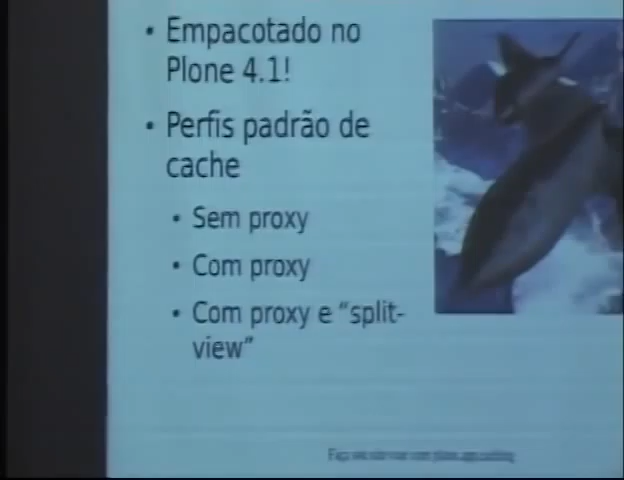 • Empacotado no
Plone 4.1!
• Perfis padrão de
cache
• Sem proxy
• Com proxy
• Com proxy e “split-
view”